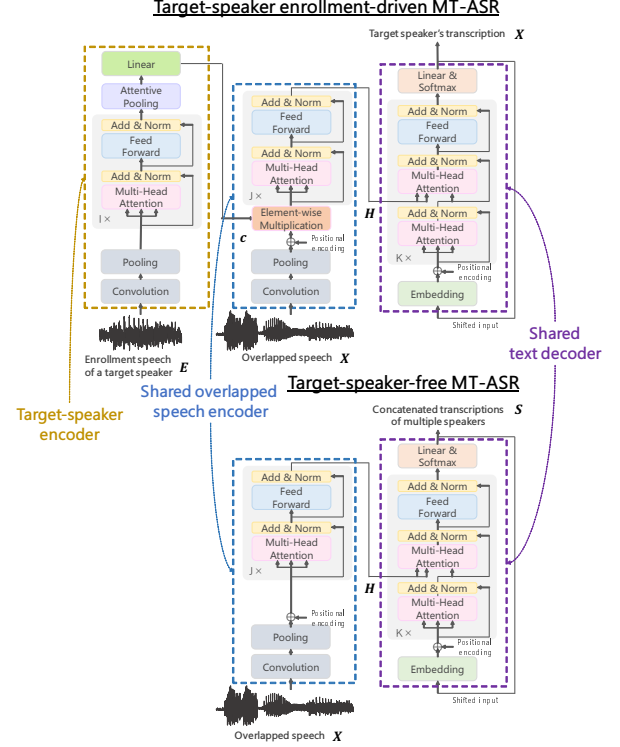 Target-speaker enrollment-driven MT-ASR
Target speaker's transcription X
Linear
Attentive
Pooling
Add & Norm
Feed
Forward
Add & Norm
Multi-Head
Attention
I ×
Pooling
Convolution
Enrollment speech
of a target speaker E
Add & Norm
Feed
Forward
Add & Norm
Multi-Head
Attention
J ×
Element-wise
Multiplication
c
Positional
encoding
Pooling
Convolution
Overlapped speech X
H
Linear &
Softmax
Add & Norm
Feed
Forward
Add & Norm
Multi-Head
Attention
Add & Norm
Multi-Head
Attention
K ×
Positional
encoding
Embedding
Shifted input
Target-speaker
encoder
Shared overlapped
speech encoder
Shared
text decoder
Target-speaker-free MT-ASR
Concatenated transcriptions
of multiple speakers S
Add & Norm
Feed
Forward
Add & Norm
Multi-Head
Attention
J ×
Positional
encoding
Pooling
Convolution
Overlapped speech X
H
Linear &
Softmax
Add & Norm
Feed
Forward
Add & Norm
Multi-Head
Attention
Add & Norm
Multi-Head
Attention
K ×
Positional
encoding
Embedding
Shifted input